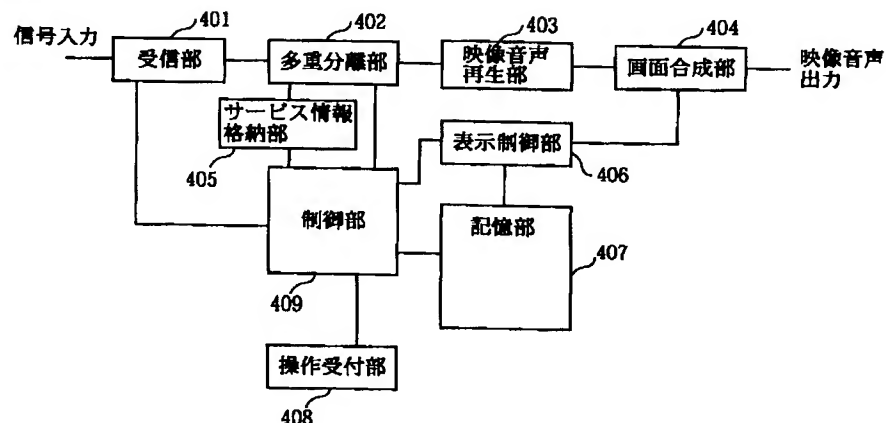 401
402
403
404
信号入力
受信部
多重分離部
映像音声
再生部
画面合成部
映像音声
出力
サービス情報
格納部
405
表示制御部
406
制御部
409
記憶部
407
操作受付部
408